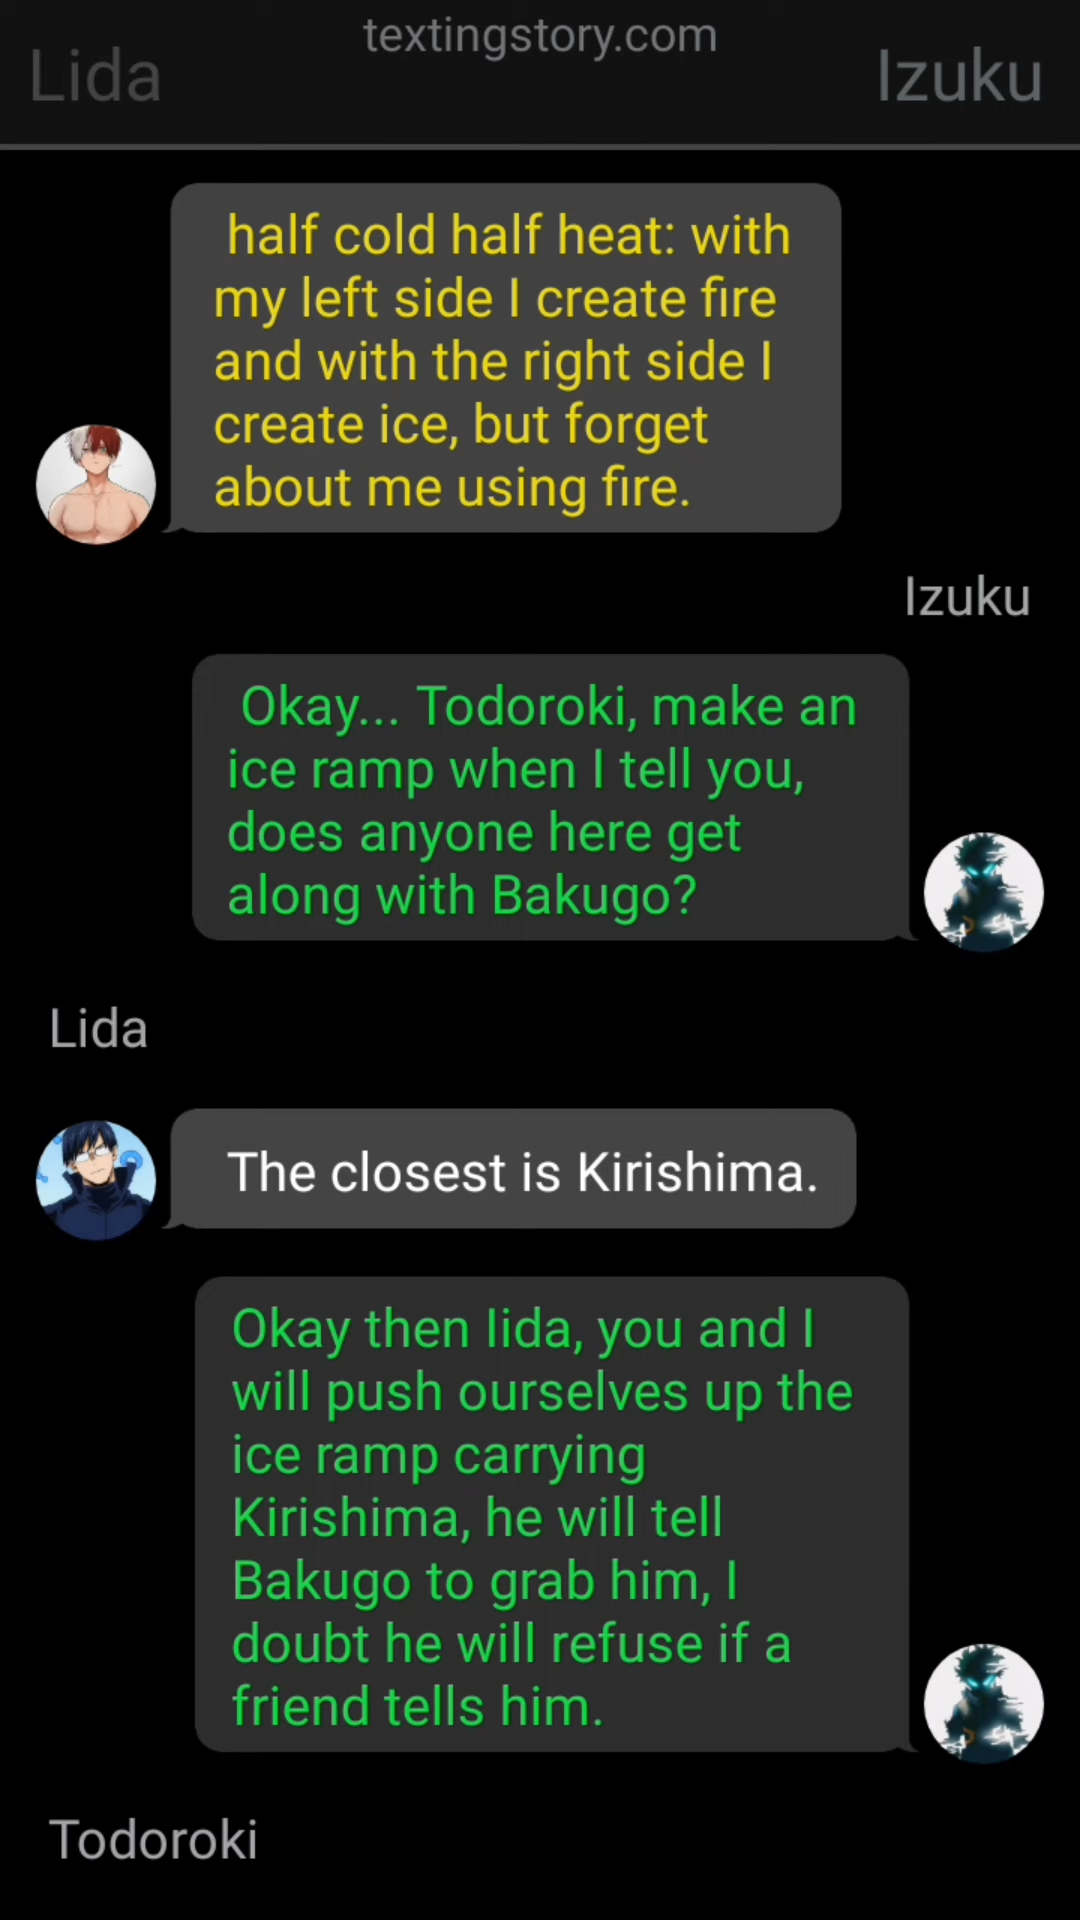 textingstory.com
Lida
Izuku
half cold half heat: with
my left side I create fire
and with the right side I
create ice, but forget
about me using fire.
Izuku
Okay... Todoroki, make an
ice ramp when I tell you,
does anyone here get
along with Bakugo?
Lida
The closest is Kirishima.
Okay then Iida, you and I
will push ourselves up the
ice ramp carrying
Kirishima, he will tell
Bakugo to grab him, I
doubt he will refuse if a
friend tells him.
Todoroki